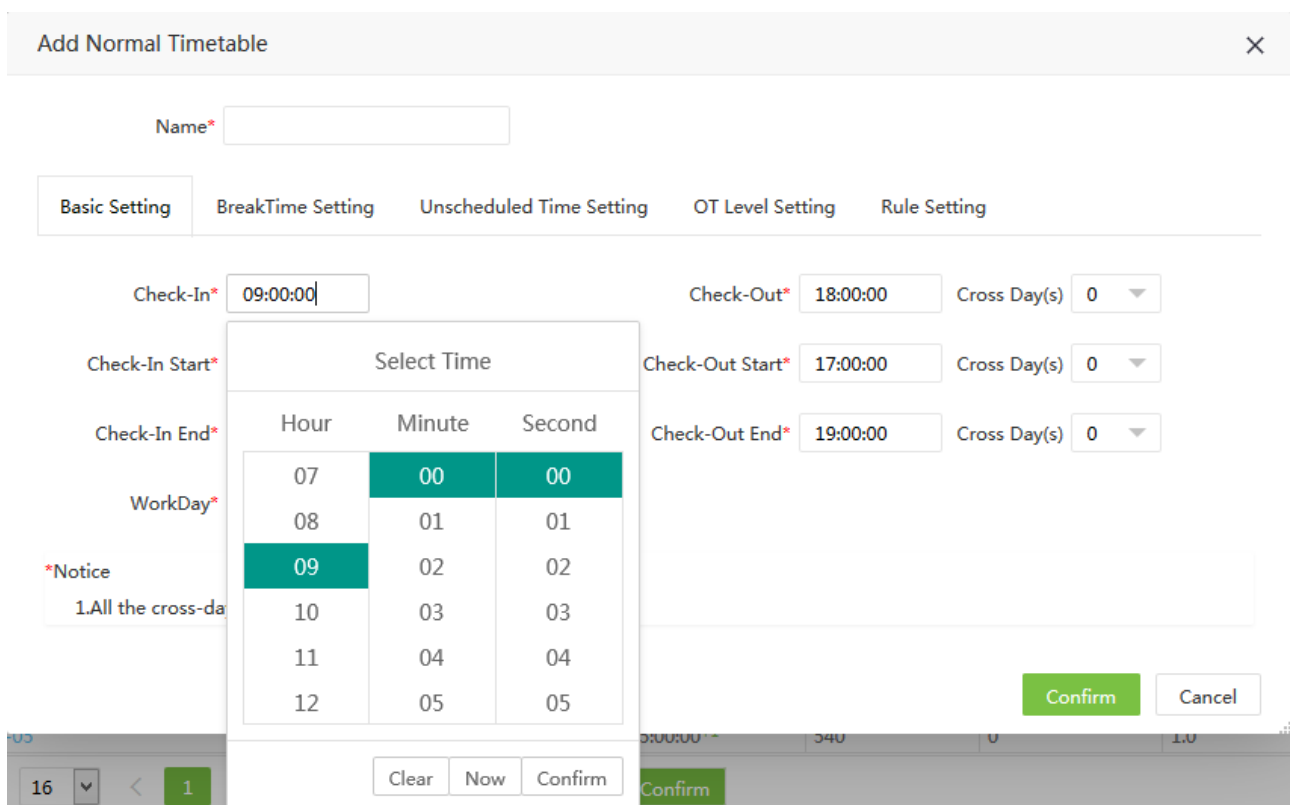 Add Normal Timetable
Name*
Basic Setting BreakTime Setting Unscheduled Time Setting OT Level Setting Rule Setting
Check-In* 09:00:00 Check-Out* 18:00:00 Cross Day(s) 0
Check-In Start* Select Time Check-Out Start* 17:00:00 Cross Day(s) 0
Check-In End* Hour Minute Second Check-Out End* 19:00:00 Cross Day(s) 0
07 00 00
WorkDay*
08 01 01
*Notice 09 02 02
1.All the 10 03 03
11 04 04
12 05 05
Confirm Cancel
-05 540 0 1.0
16 1 Clear Now Confirm Confirm